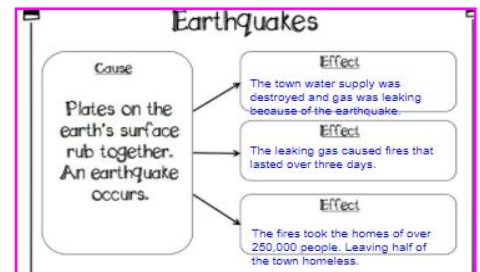 Earthquakes
Cause
Plates on the
earth's surface
rub together.
An earthquake
occurs.
Effect
The town water supply was
destroyed and gas was leaking
because of the earthquake.
Effect
The leaking gas caused fires that
lasted over three days.
Effect
The fires took the homes of over
250,000 people. Leaving half of
the town homeless.